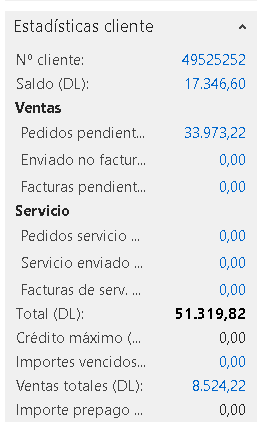 Estadísticas cliente
Nº cliente: 49525252
Saldo (DL): 17.346,60
Ventas
Pedidos pendient... 33.973,22
Enviado no factur... 0,00
Facturas pendient... 0,00
Servicio
Pedidos servicio ... 0,00
Servicio enviado ... 0,00
Facturas de serv. ... 0,00
Total (DL): 51.319,82
Crédito máximo (... 0,00
Importes vencidos... 0,00
Ventas totales (DL): 8.524,22
Importe prepago ... 0,00